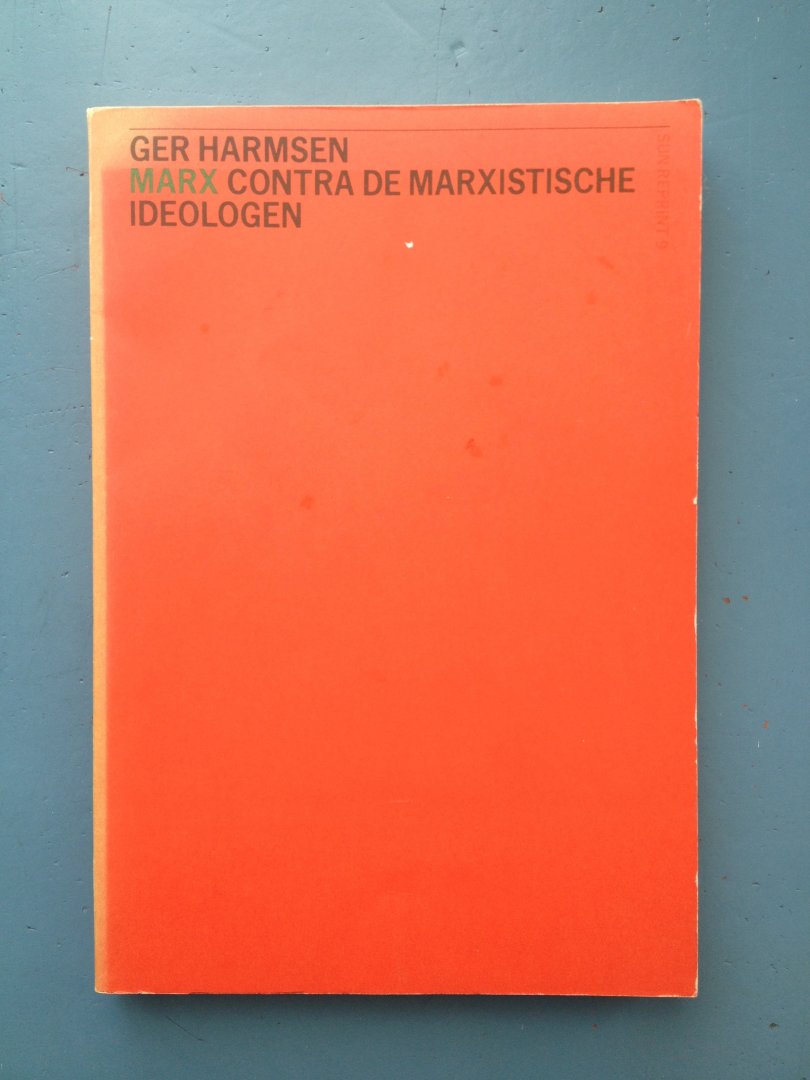 GER HARMSEN
MARX CONTRA DE MARXISTISCHE
IDEOLOGEN
SUN REPRINT 9